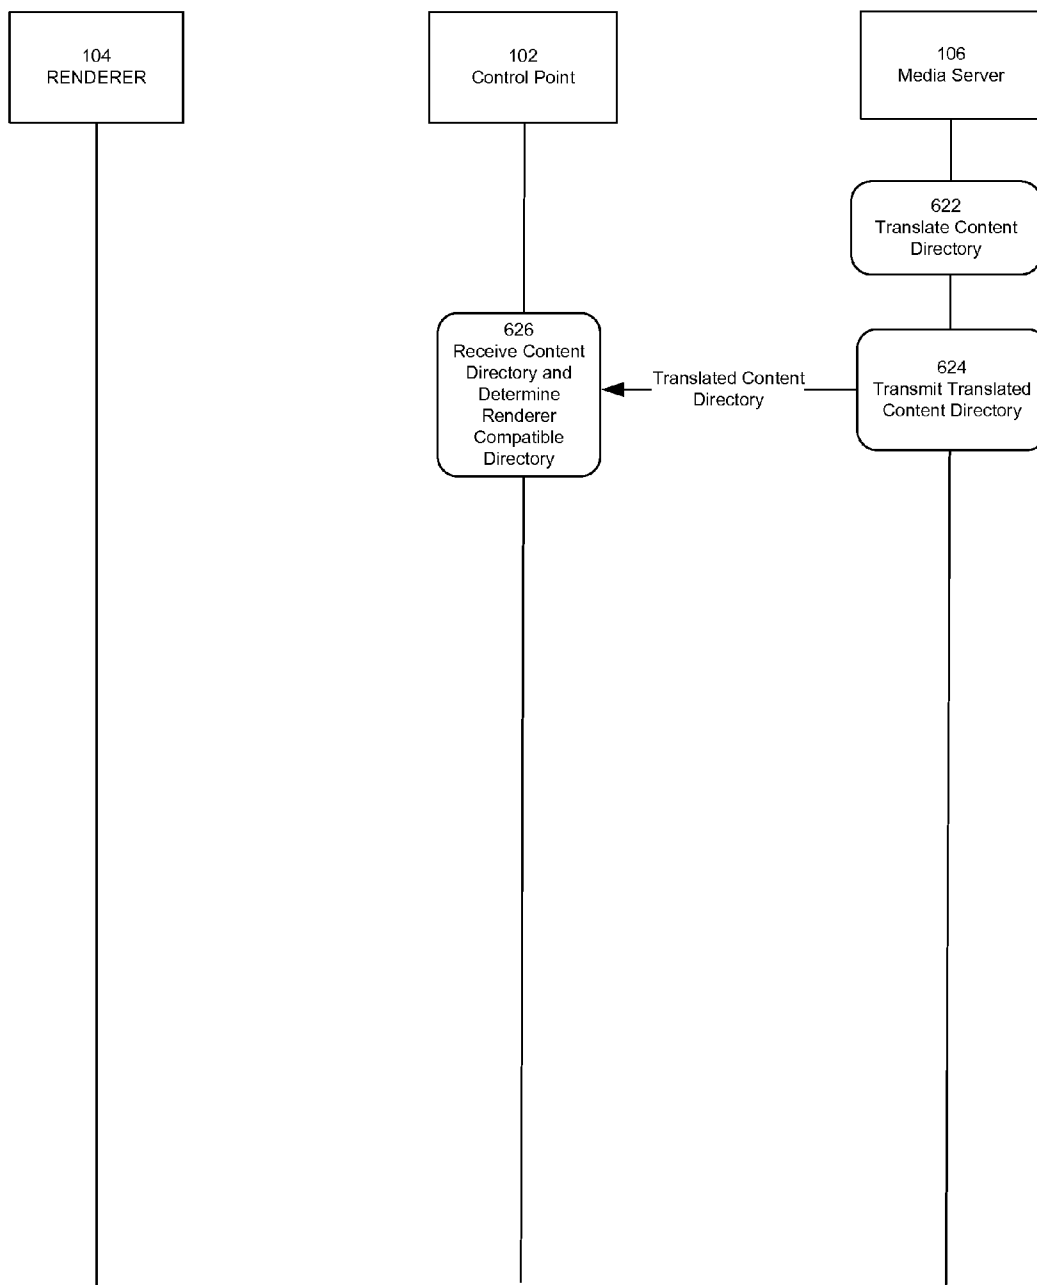 104
RENDERER
102
Control Point
106
Media Server
622
Translate Content
Directory
626
Receive Content
Directory and
Determine
Renderer
Compatible
Directory
Translated Content
Directory
624
Transmit Translated
Content Directory